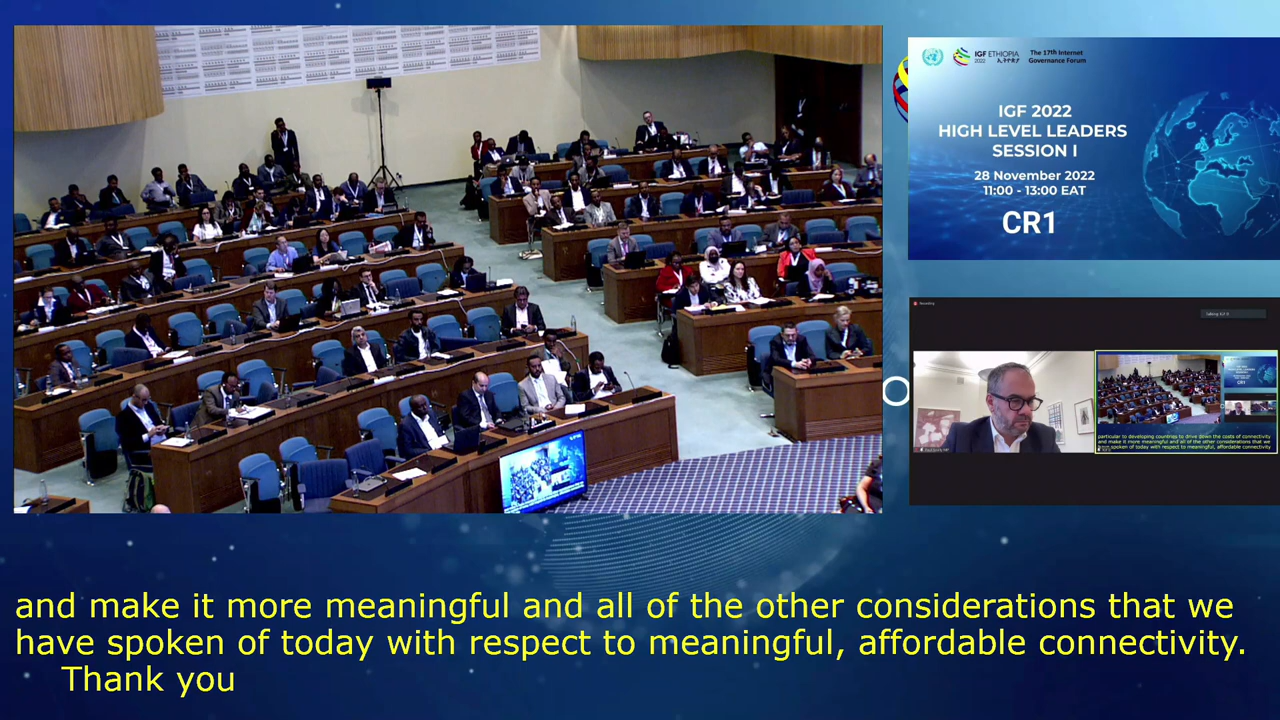 IGF ETHIOPIA
2022 ኢትዮጵያ
The 17th Internet
Governance Forum
IGF 2022
HIGH LEVEL LEADERS
SESSION I
28 November 2022
11:00 - 13:00 EAT
CR1
Recording
particular to developing countries to drive down the costs of connectivity
and make it more meaningful and all of the other considerations that we
have spoken of today with respect to meaningful, affordable connectivity
and make it more meaningful and all of the other considerations that we
have spoken of today with respect to meaningful, affordable connectivity.
Thank you